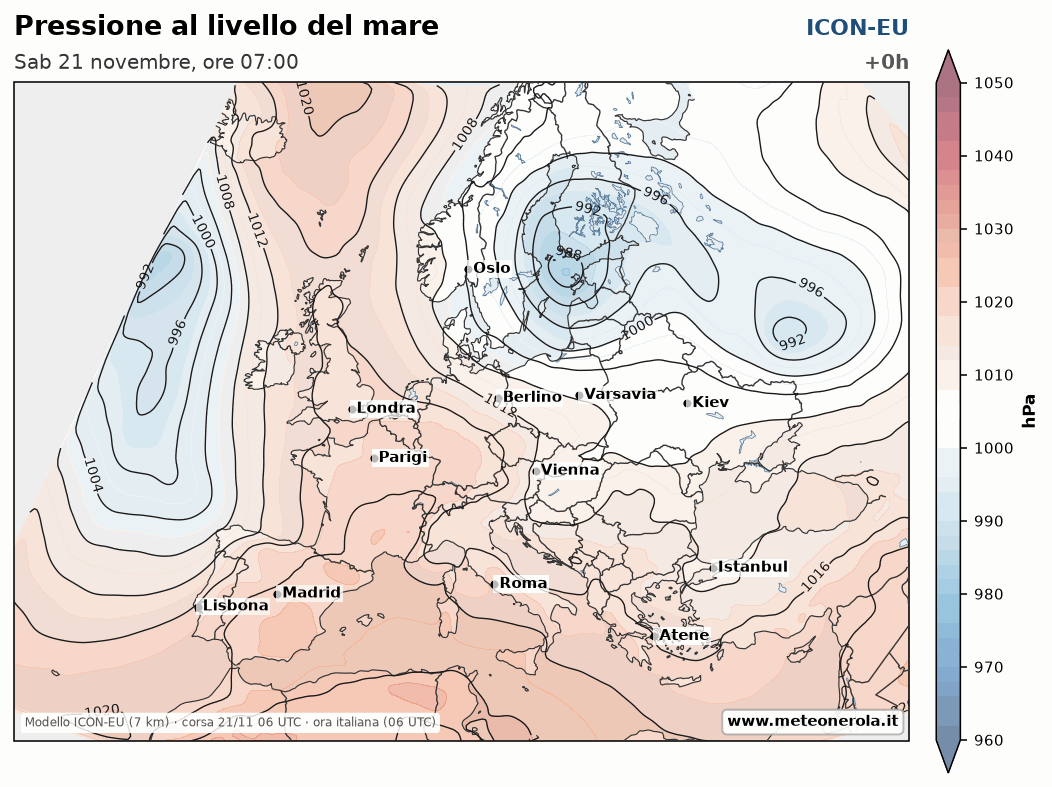 Pressione al livello del mare
ICON-EU
Sab 21 novembre, ore 07:00
+0h
1020
1008
1008
1012
1000
992
996
1004
996
992
988
996
992
1000
1016
1020
Oslo
Berlino
Varsavia
Kiev
Londra
Parigi
Vienna
Istanbul
Roma
Madrid
Lisbona
Atene
Modello ICON-EU (7 km) · corsa 21/11 06 UTC · ora italiana (06 UTC)
www.meteonerola.it
1050
1040
1030
1020
1010
1000
990
980
970
960
hPa